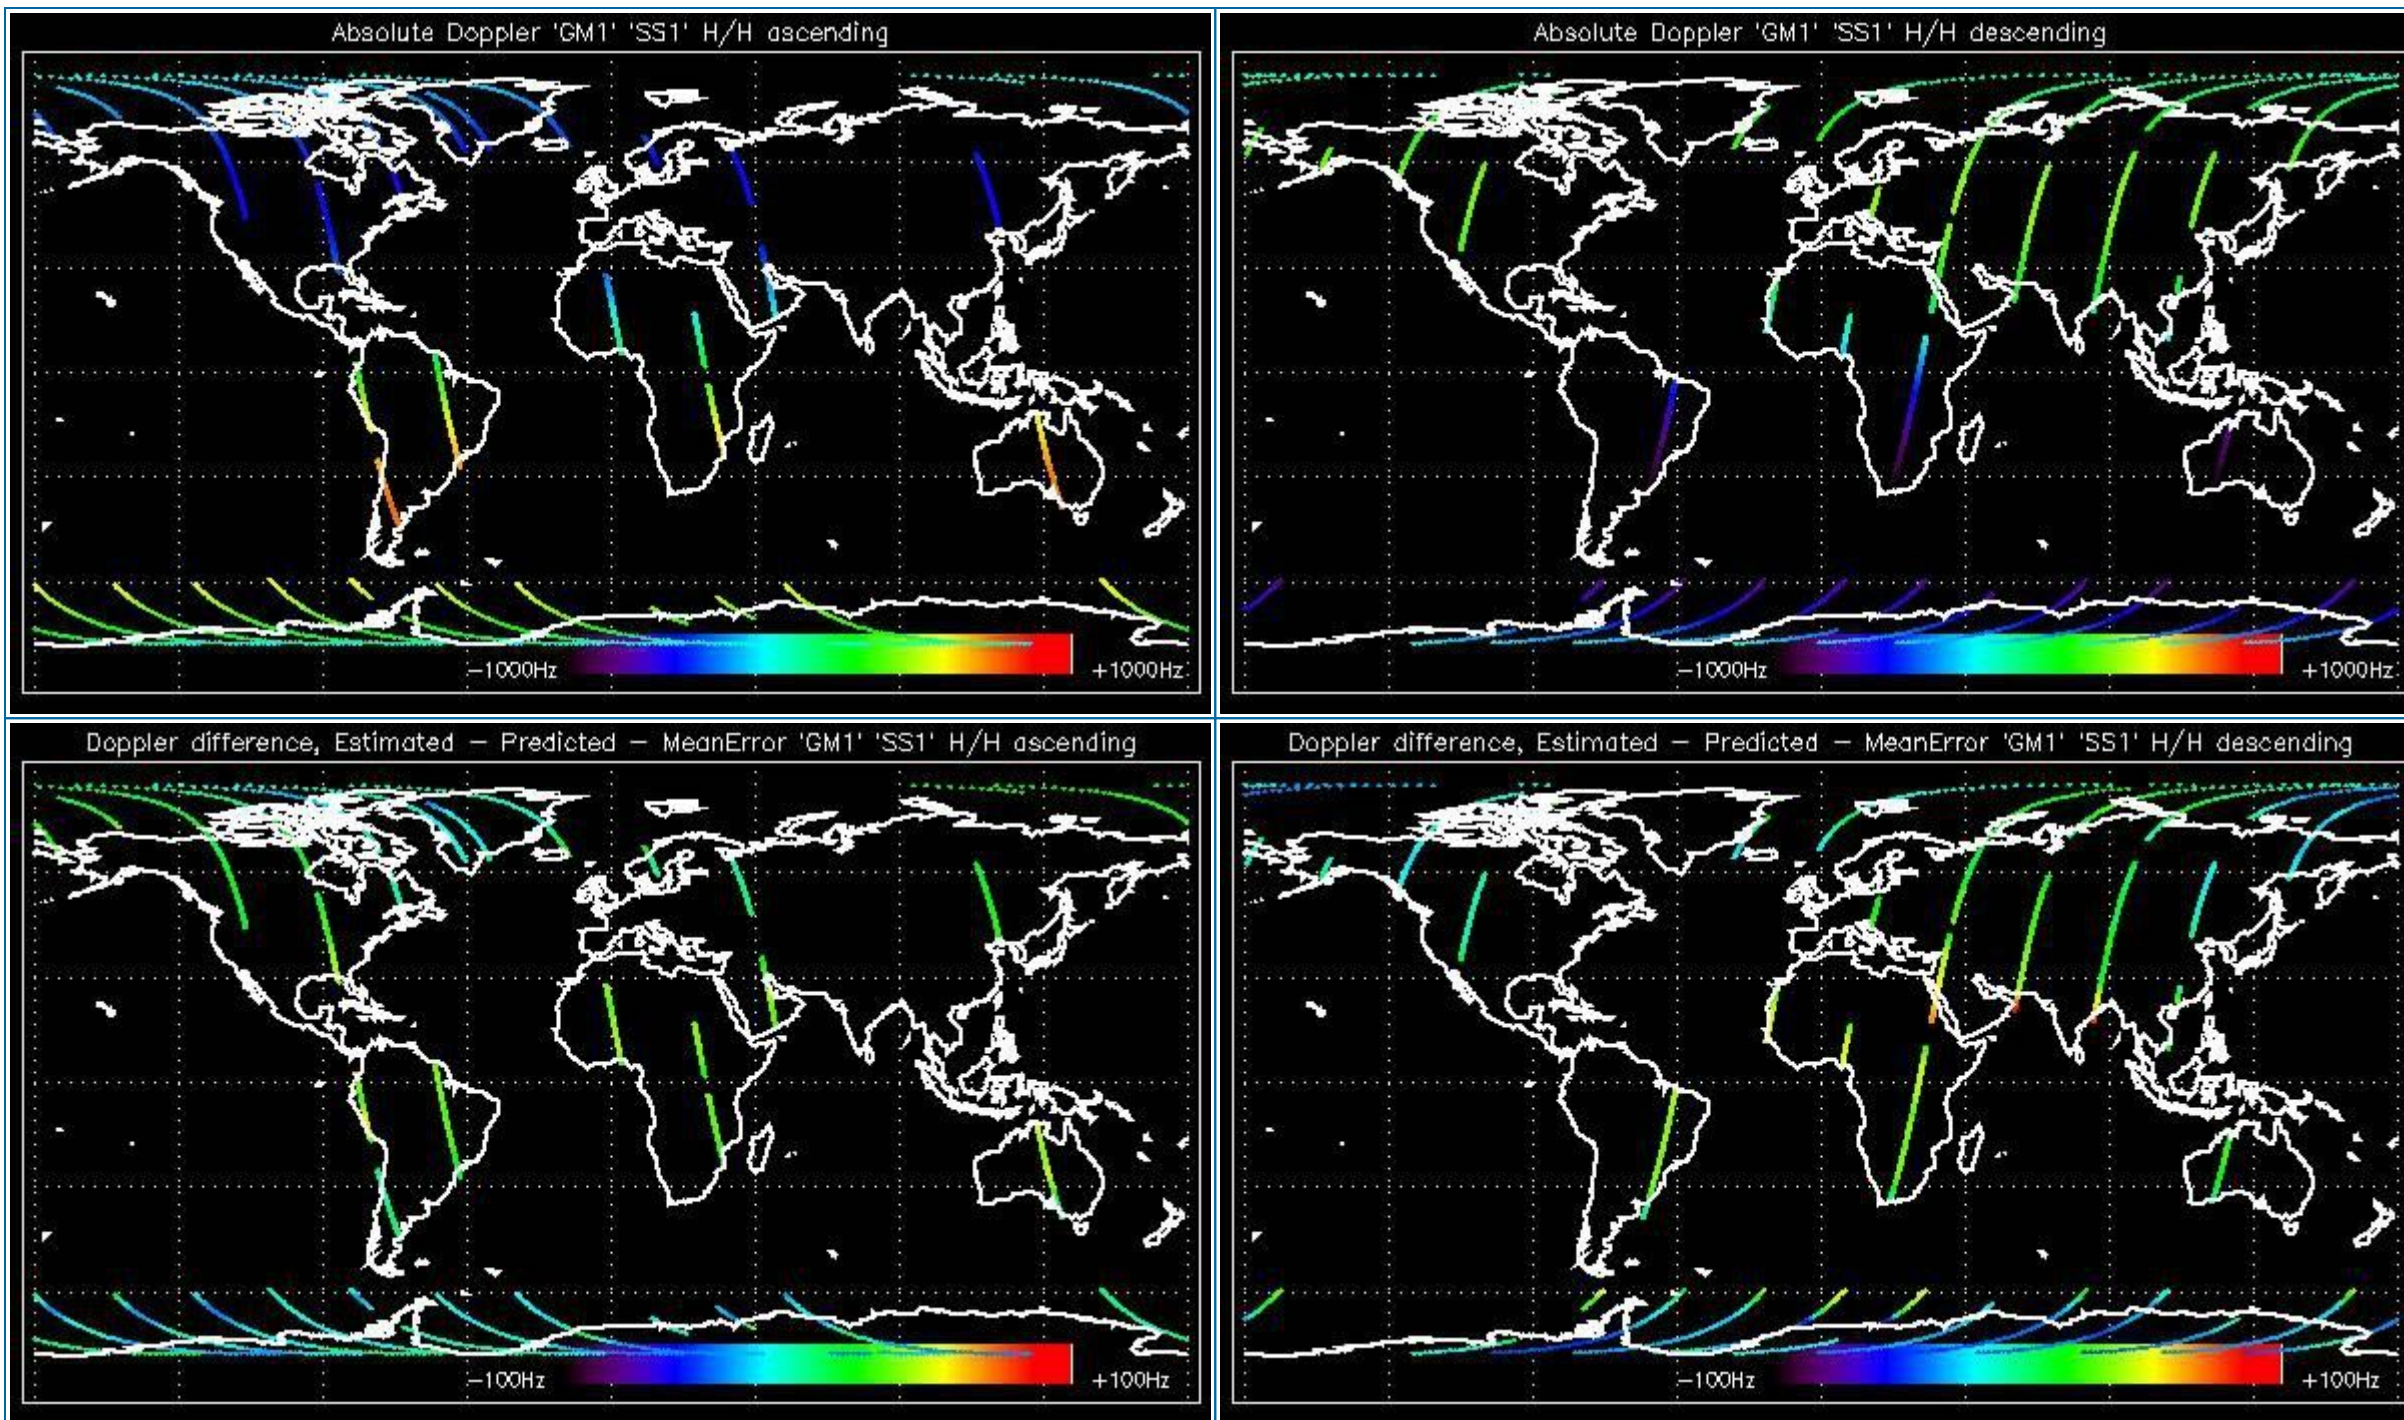 Absolute Doppler 'GM1' 'SS1' H/H ascending
-1000Hz
+1000Hz
Absolute Doppler 'GM1' 'SS1' H/H descending
-1000Hz
+1000Hz
Doppler difference, Estimated - Predicted - MeanError 'GM1' 'SS1' H/H ascending
-100Hz
+100Hz
Doppler difference, Estimated - Predicted - MeanError 'GM1' 'SS1' H/H descending
-100Hz
+100Hz